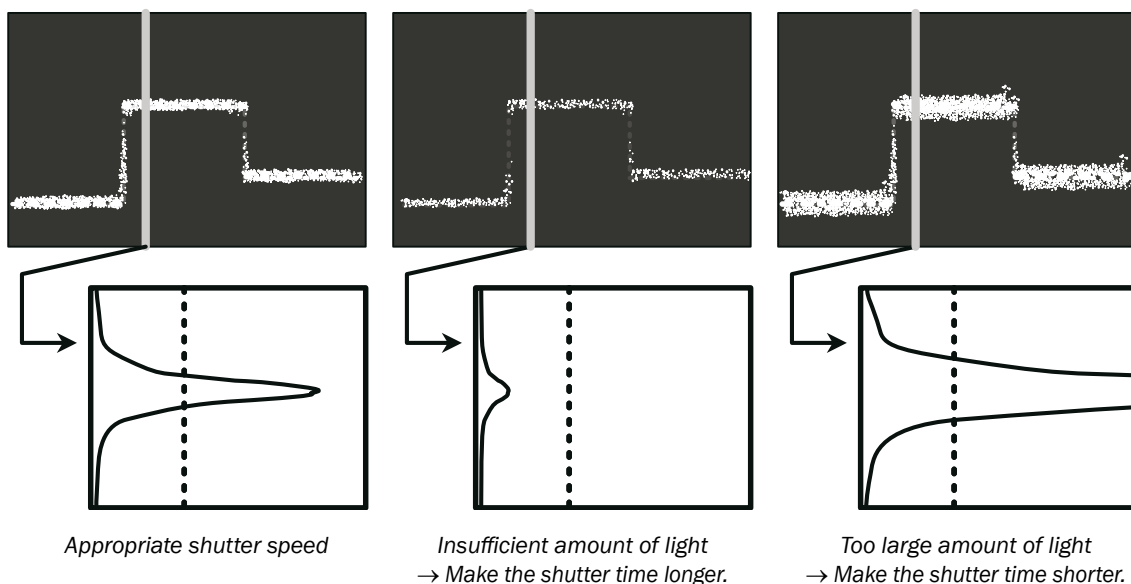 Appropriate shutter speed
Insufficient amount of light
→ Make the shutter time longer.
Too large amount of light
→ Make the shutter time shorter.